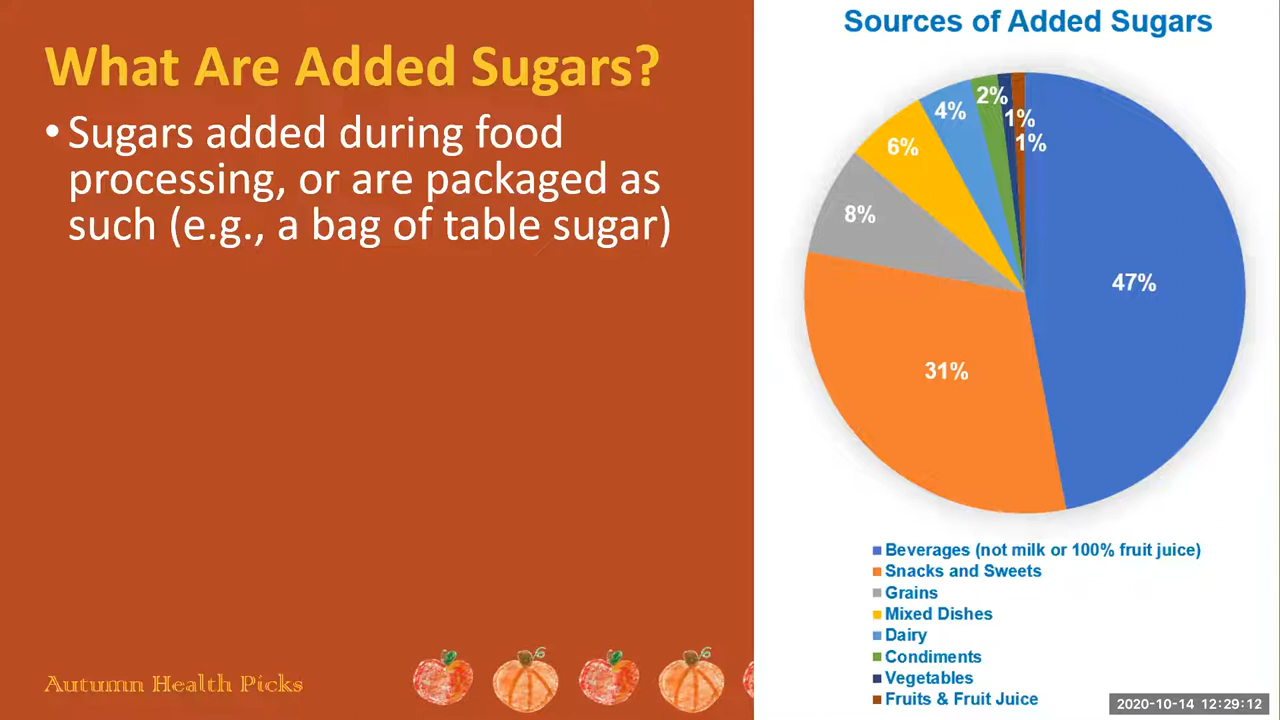 What Are Added Sugars?
• Sugars added during food
processing, or are packaged as
such (e.g., a bag of table sugar)
Autumn Health Picks
Sources of Added Sugars
47%
31%
8%
6%
4%
2%
1%
1%
Beverages (not milk or 100% fruit juice)
Snacks and Sweets
Grains
Mixed Dishes
Dairy
Condiments
Vegetables
Fruits & Fruit Juice
2020-10-14 12:29:12